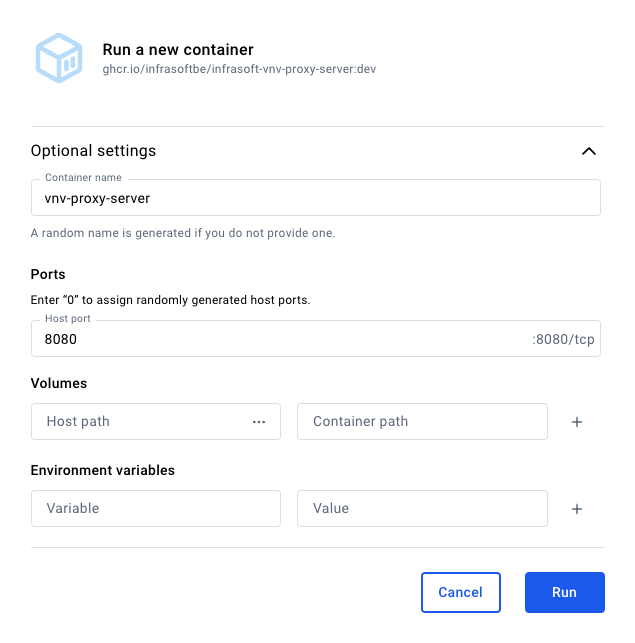 Run a new container
ghcr.io/infrasoftbe/infrasoft-vnv-proxy-server:dev
Optional settings
Container name
vnv-proxy-server
A random name is generated if you do not provide one.
Ports
Enter “0” to assign randomly generated host ports.
Host port
8080 :8080/tcp
Volumes
Host path ··· Container path +
Environment variables
Variable Value +
Cancel Run